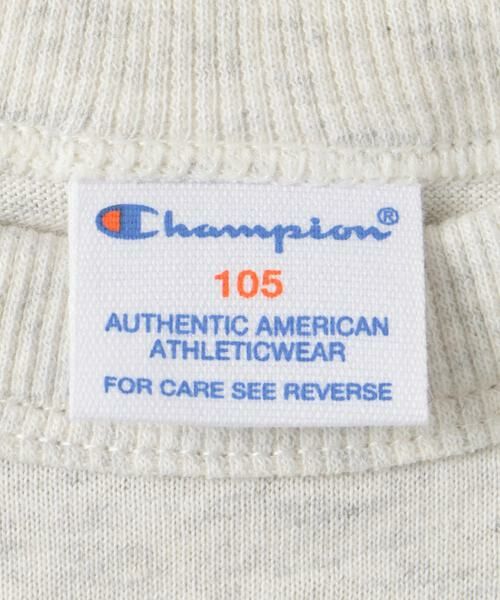 Champion®
105
AUTHENTIC AMERICAN
ATHLETICWEAR
FOR CARE SEE REVERSE